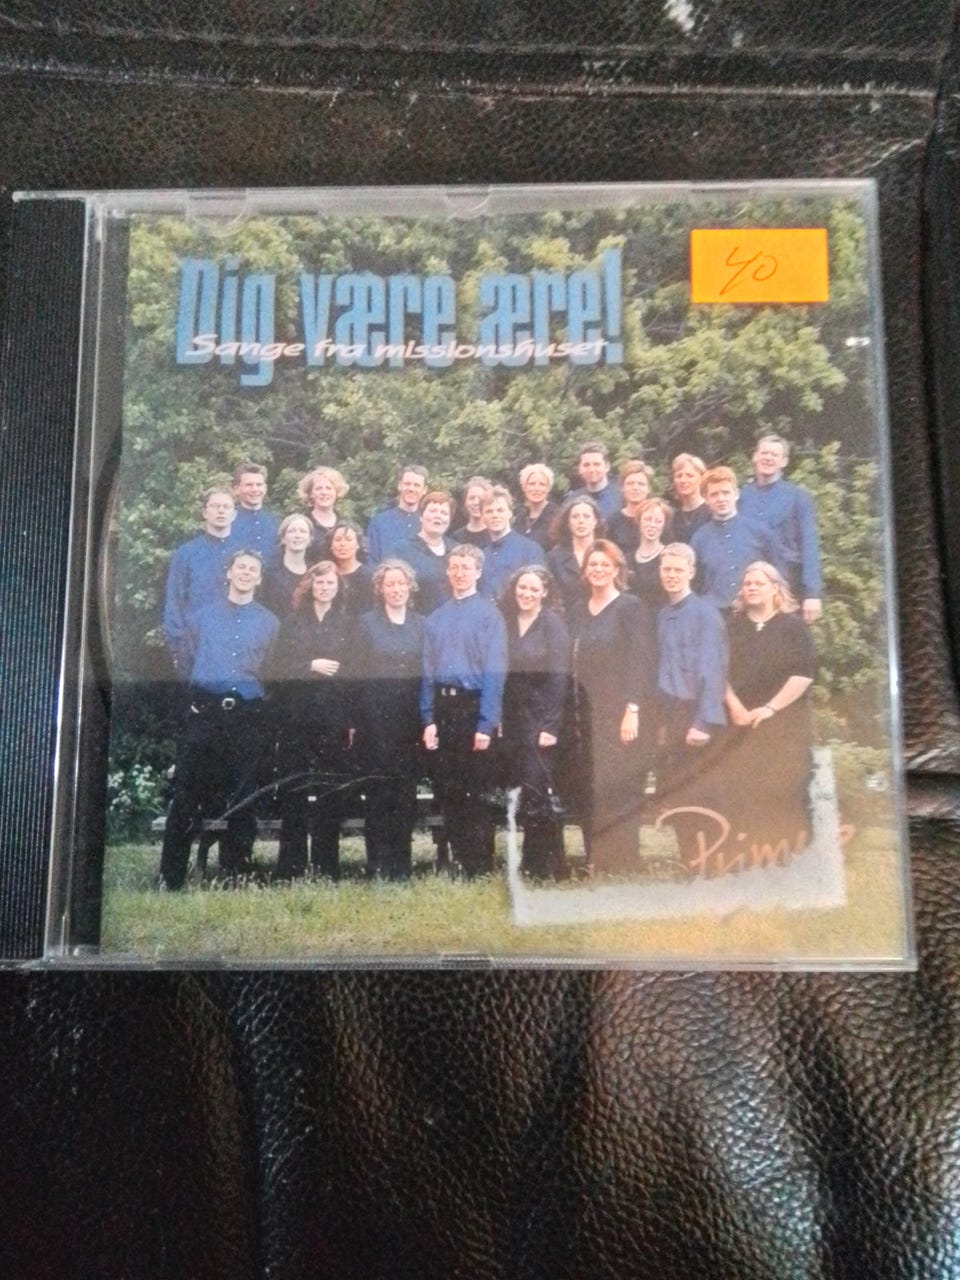 Dig være ære!
Sange fra missionshuset
40